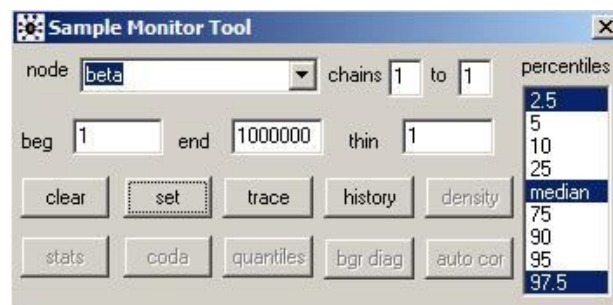 Sample Monitor Tool
node beta chains 1 to 1 percentiles
beg 1 end 1000000 thin 1
clear set trace history density
stats coda quantiles bgr diag auto cor
2.5
5
10
25
median
75
90
95
97.5